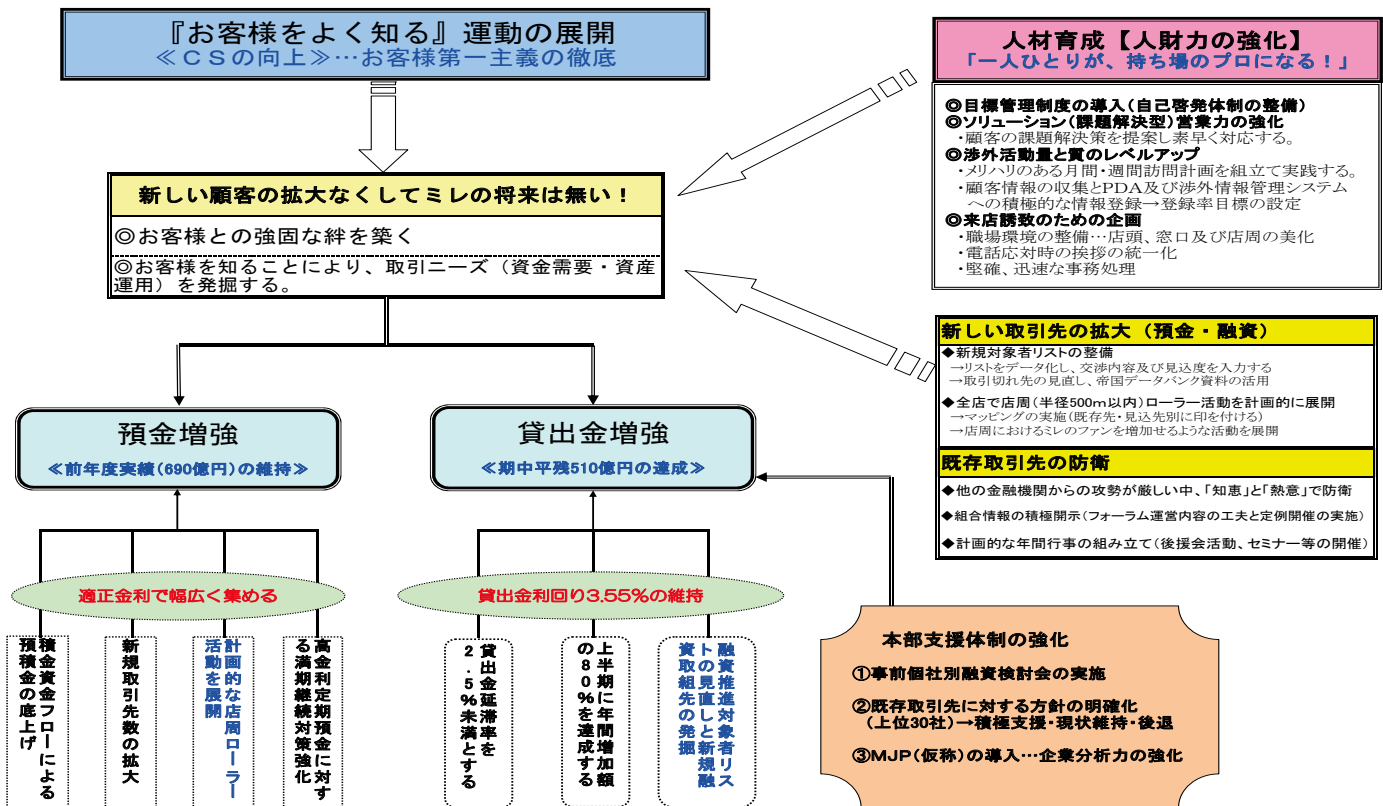 『お客様をよく知る』運動の展開
≪ＣＳの向上≫…お客様第一主義の徹底
人材育成【人財力の強化】
「一人ひとりが、持ち場のプロになる！」
◎目標管理制度の導入(自己啓発体制の整備)
◎ソリューション(課題解決型)営業力の強化
・顧客の課題解決策を提案し素早く対応する。
◎渉外活動量と質のレベルアップ
・メリハリのある月間・週間訪問計画を組立て実践する。
・顧客情報の収集とPDA及び渉外情報管理システム
への積極的な情報登録→登録率目標の設定
◎来店誘致のための企画
・職場環境の整備…店頭、窓口及び店周の美化
・電話応対時の挨拶の統一化
・堅確、迅速な事務処理
新しい顧客の拡大なくしてミレの将来は無い！
◎お客様との強固な絆を築く
◎お客様を知ることにより、取引ニーズ（資金需要・資産
運用）を発掘する。
新しい取引先の拡大（預金・融資）
◆新規対象者リストの整備
→リストをデータ化し、交渉内容及び見込度を入力する
→取引切れ先の見直し、帝国データバンク資料の活用
◆全店で店周(半径500m以内)ローラー活動を計画的に展開
→マッピングの実施(既存先・見込先別に印を付ける)
→店周におけるミレのファンを増加せるような活動を展開
既存取引先の防衛
◆他の金融機関からの攻勢が厳しい中、「知恵」と「熱意」で防衛
◆組合情報の積極開示(フォーラム運営内容の工夫と定例開催の実施)
◆計画的な年間行事の組み立て(後援会活動、セミナー等の開催)
預金増強
≪前年度実績(690億円)の維持≫
貸出金増強
≪期中平残510億円の達成≫
適正金利で幅広く集める
貸出金利回り3.55%の維持
積金資金フローによる
預積金の底上げ
新規取引先数の拡大
計画的な店周ローラー
活動を展開
高金利定期預金に対す
る満期継続対策強化
貸出金延滞率を
２．５％未満とする
上半期に年間増加額
の８０％を達成する
融資推進対象者リス
トの見直しと新規融
資取組先の発掘
本部支援体制の強化
①事前個社別融資検討会の実施
②既存取引先に対する方針の明確化
(上位30社)→積極支援・現状維持・後退
③MJP(仮称)の導入…企業分析力の強化